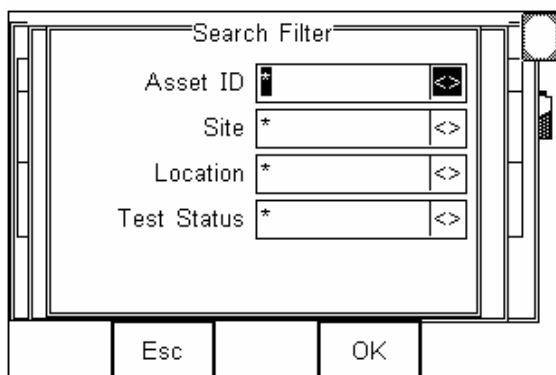 Search Filter
Asset ID * <>
Site * <>
Location * <>
Test Status * <>
Esc OK